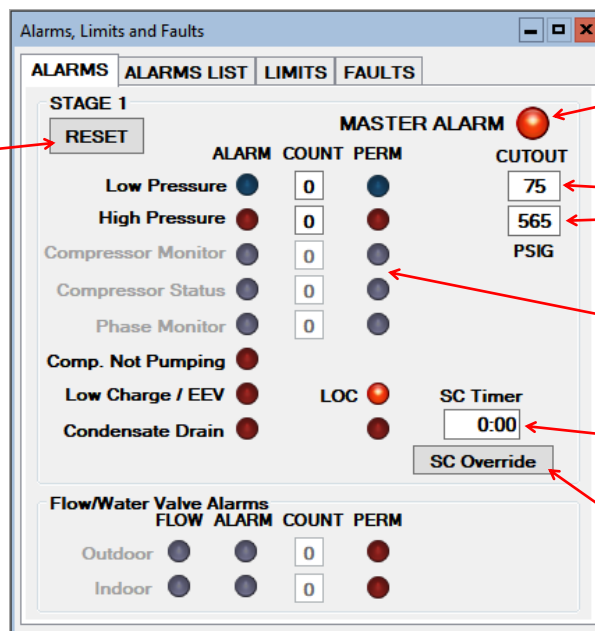 Alarms, Limits and Faults
ALARMS ALARMS LIST LIMITS FAULTS
STAGE 1
RESET
MASTER ALARM
ALARM COUNT PERM CUTOUT
Low Pressure 0 75
High Pressure 0 565
Compressor Monitor 0 PSIG
Compressor Status 0
Phase Monitor 0
Comp. Not Pumping
Low Charge / EEV LOC SC Timer
Condensate Drain 0:00
SC Override
Flow/Water Valve Alarms
FLOW ALARM COUNT PERM
Outdoor 0
Indoor 0